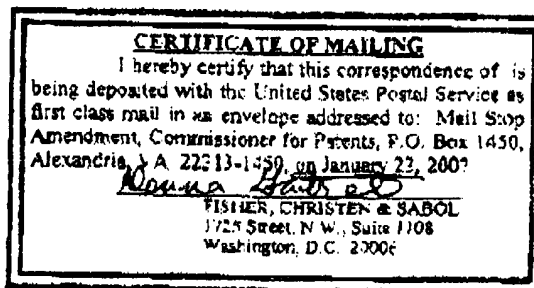 CERTIFICATE OF MAILING
I hereby certify that this correspondence of is
being deposited with the United States Postal Service as
first class mail in an envelope addressed to: Mail Stop
Amendment, Commissioner for Patents, P.O. Box 1450,
Alexandria, VA 22313-1450, on January 22, 2007
Donna
FISHER, CHRISTEN & SABOL
1725 Street, N.W., Suite 1108
Washington, D.C. 20006